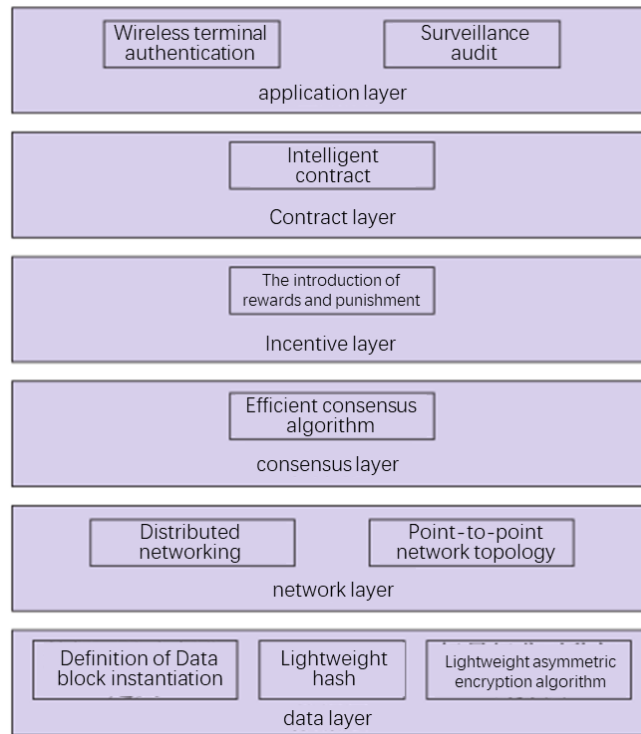 Wireless terminal
authentication
Surveillance
audit
application layer
Intelligent
contract
Contract layer
The introduction of
rewards and punishment
Incentive layer
Efficient consensus
algorithm
consensus layer
Distributed
networking
Point-to-point
network topology
network layer
Definition of Data
block instantiation
Lightweight
hash
Lightweight asymmetric
encryption algorithm
data layer